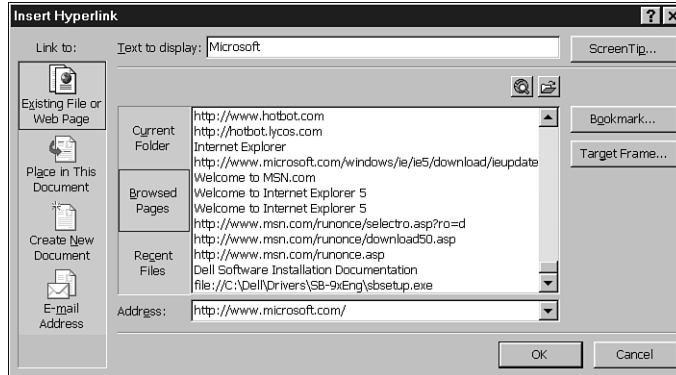 Insert Hyperlink
Link to:
Text to display: Microsoft
ScreenTip...
Existing File or
Web Page
Place in This
Document
Create New
Document
E-mail
Address
Current
Folder
Browsed
Pages
Recent
Files
http://www.hotbot.com
http://hotbot.lycos.com
Internet Explorer
http://www.microsoft.com/windows/ie/ie5/download/ieupdate
Welcome to MSN.com
Welcome to Internet Explorer 5
Welcome to Internet Explorer 5
http://www.msn.com/runonce/selectro.asp?ro=d
http://www.msn.com/runonce/download50.asp
http://www.msn.com/runonce.asp
Dell Software Installation Documentation
file://C:\Dell\Drivers\SB-9xEng\sbsetup.exe
Bookmark...
Target Frame...
Address: http://www.microsoft.com/
OK
Cancel